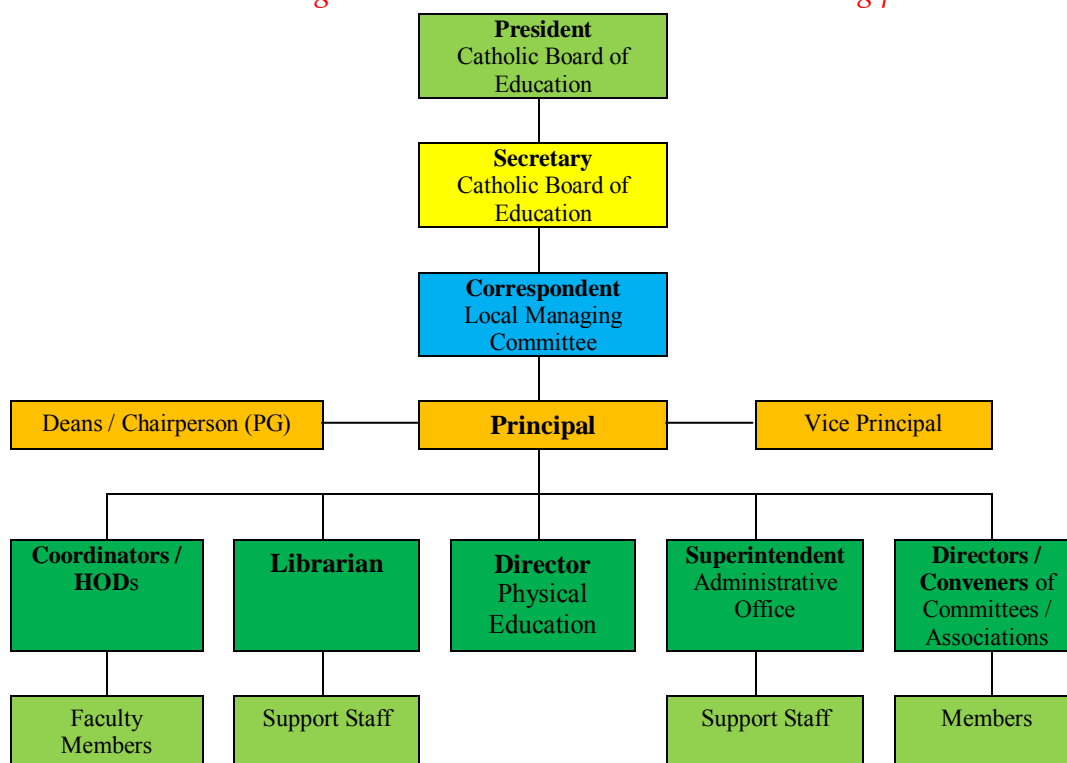 President
Catholic Board of
Education
Secretary
Catholic Board of
Education
Correspondent
Local Managing
Committee
Deans / Chairperson (PG)
Principal
Vice Principal
Coordinators /
HODs
Librarian
Director
Physical
Education
Superintendent
Administrative
Office
Directors /
Conveners of
Committees /
Associations
Faculty
Members
Support Staff
Support Staff
Members